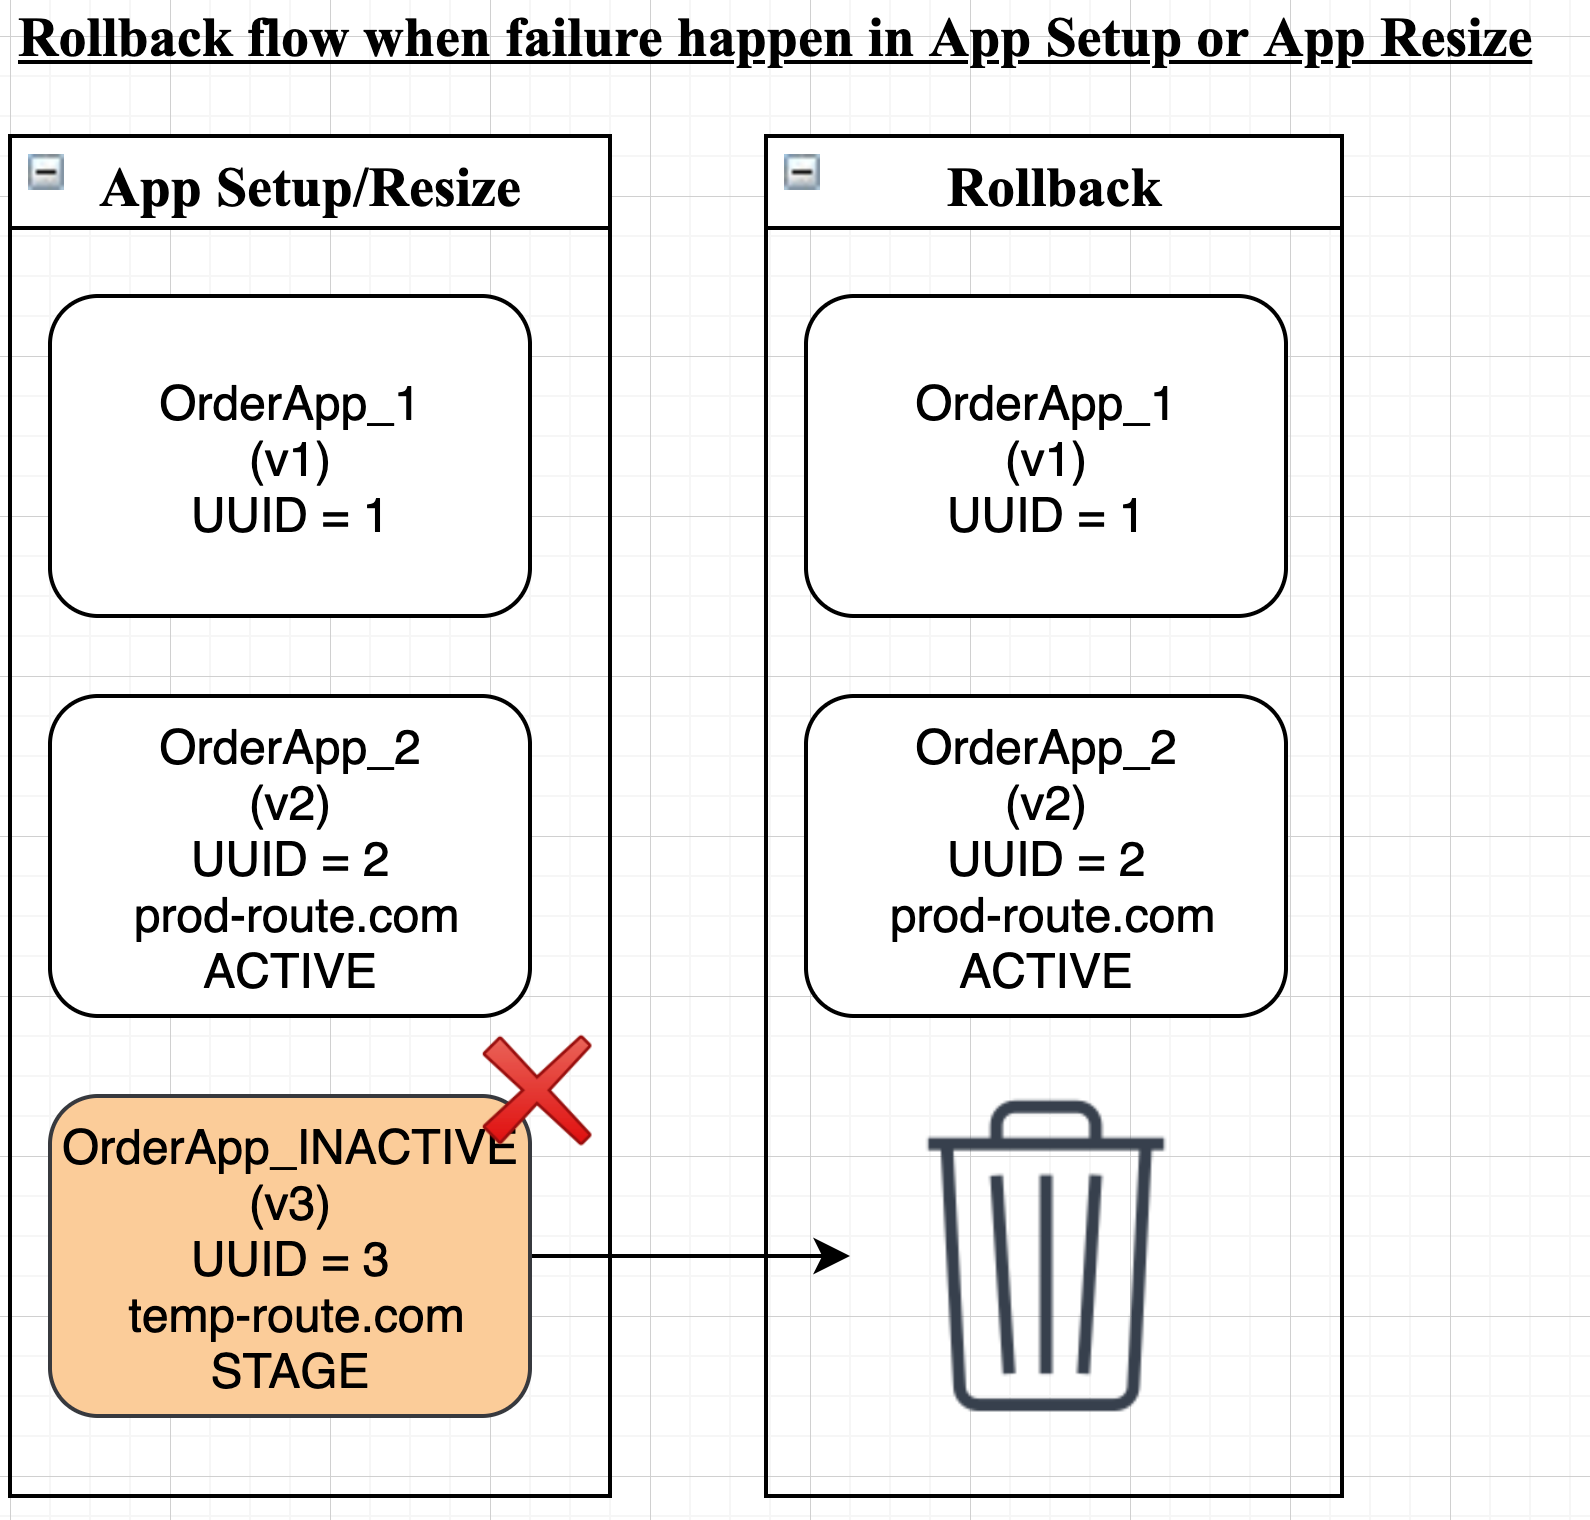 Rollback flow when failure happen in App Setup or App Resize
App Setup/Resize
OrderApp_1
(v1)
UUID = 1
OrderApp_2
(v2)
UUID = 2
prod-route.com
ACTIVE
OrderApp_INACTIVE
(v3)
UUID = 3
temp-route.com
STAGE
Rollback
OrderApp_1
(v1)
UUID = 1
OrderApp_2
(v2)
UUID = 2
prod-route.com
ACTIVE